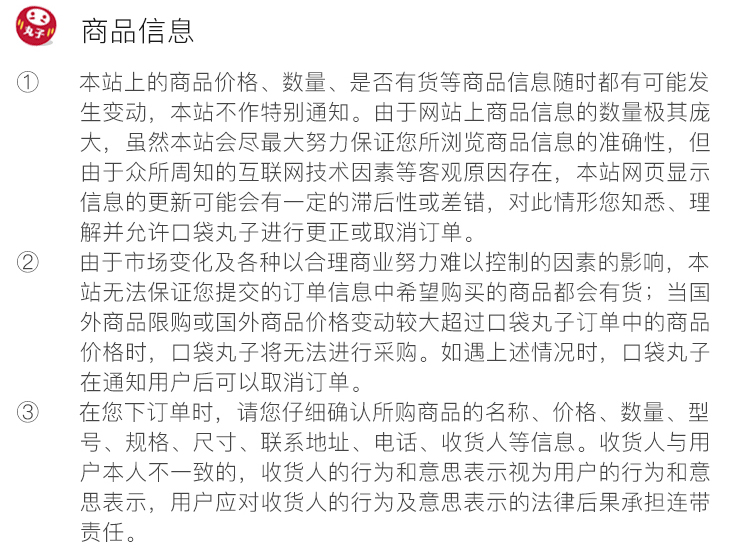 丸子
商品信息
① 本站上的商品价格、数量、是否有货等商品信息随时都有可能发
生变动，本站不作特别通知。由于网站上商品信息的数量极其庞
大，虽然本站会尽最大努力保证您所浏览商品信息的准确性，但
由于众所周知的互联网技术因素等客观原因存在，本站网页显示
信息的更新可能会有一定的滞后性或差错，对此情形您知悉、理
解并允许口袋丸子进行更正或取消订单。
② 由于市场变化及各种以合理商业努力难以控制的因素的影响，本
站无法保证您提交的订单信息中希望购买的商品都会有货；当国
外商品限购或国外商品价格变动较大超过口袋丸子订单中的商品
价格时，口袋丸子将无法进行采购。如遇上述情况时，口袋丸子
在通知用户后可以取消订单。
③ 在您下订单时，请您仔细确认所购商品的名称、价格、数量、型
号、规格、尺寸、联系地址、电话、收货人等信息。收货人与用
户本人不一致的，收货人的行为和意思表示视为用户的行为和意
思表示，用户应对收货人的行为及意思表示的法律后果承担连带
责任。